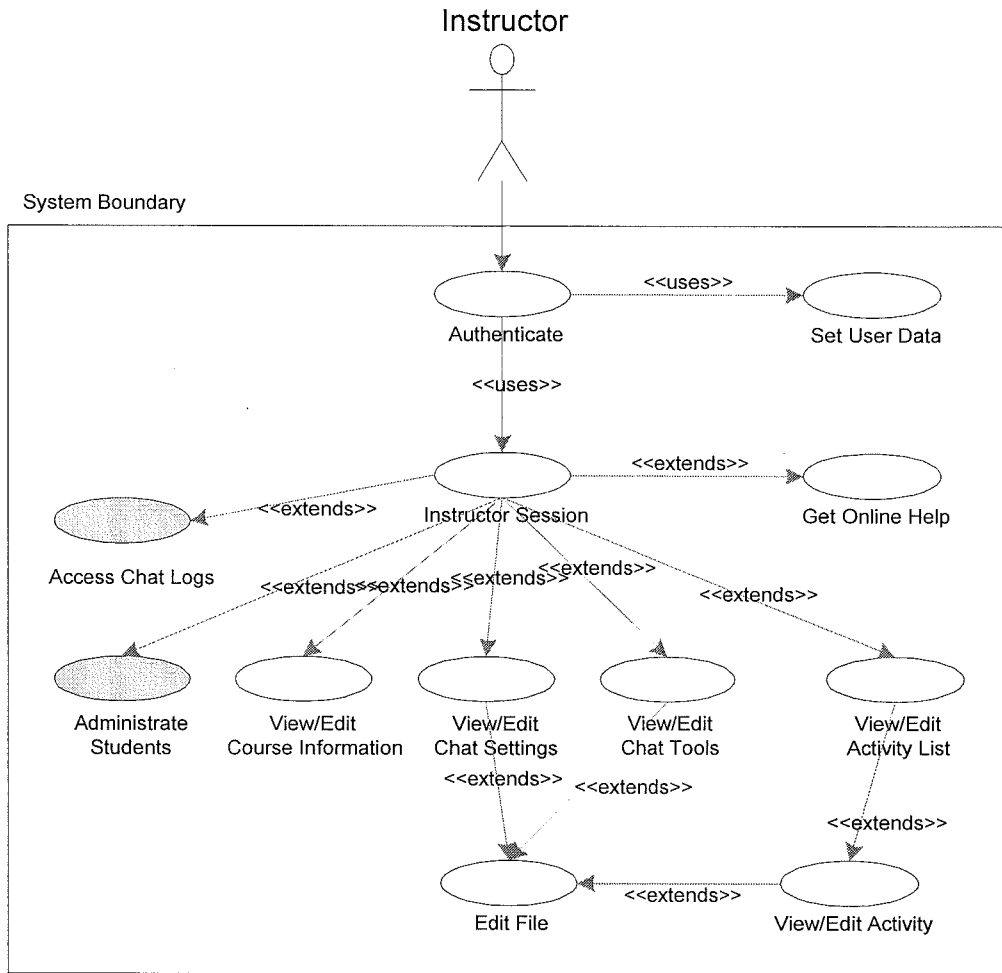 Instructor
System Boundary
<<uses>>
Authenticate
Set User Data
<<uses>>
<<extends>>
<<extends>>
Instructor Session
Get Online Help
Access Chat Logs
<<extends>>
<<extends>>
<<extends>>
<<extends>>
<<extends>>
Administrate
Students
View/Edit
Course Information
View/Edit
Chat Settings
View/Edit
Chat Tools
View/Edit
Activity List
<<extends>>
<<extends>>
<<extends>>
<<extends>>
Edit File
View/Edit Activity